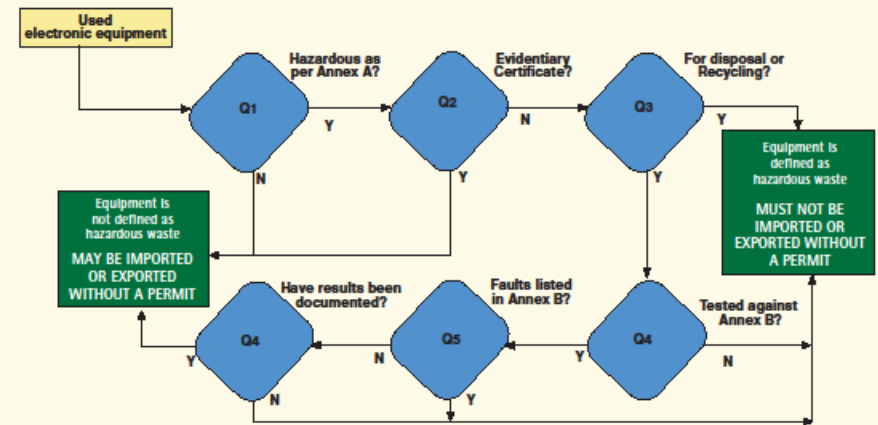 Used
electronic equipment
Hazardous as
per Annex A?
Q1
Y
N
Evidentiary
Certificate?
Q2
N
Y
For disposal or
Recycling?
Q3
Y
Y
Equipment is
defined as
hazardous waste
MUST NOT BE
IMPORTED OR
EXPORTED WITHOUT
A PERMIT
Equipment is
not defined as
hazardous waste
MAY BE IMPORTED
OR EXPORTED
WITHOUT A PERMIT
Have results been
documented?
Q4
Y
N
Faults listed
in Annex B?
Q5
N
Y
Tested against
Annex B?
Q4
Y
N